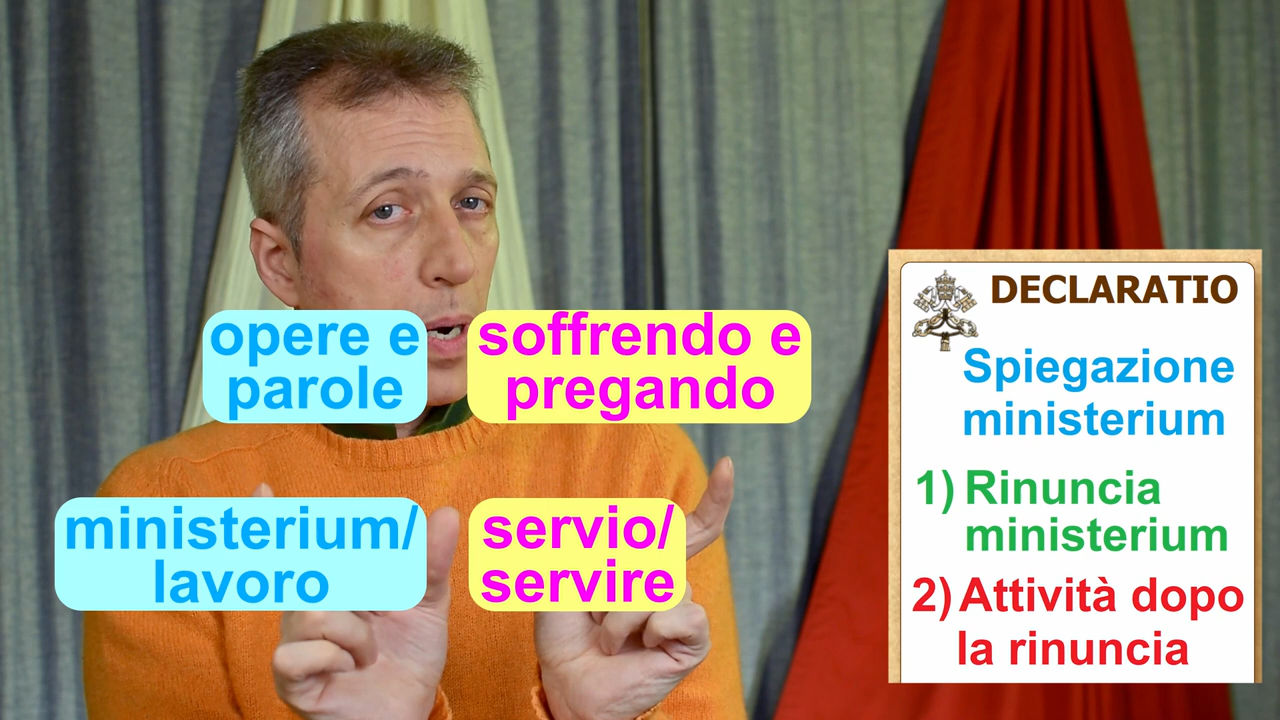 opere e
parole
soffrendo e
pregando
ministerium/
lavoro
servio/
servire
DECLARATIO
Spiegazione
ministerium
1) Rinuncia
ministerium
2) Attività dopo
la rinuncia